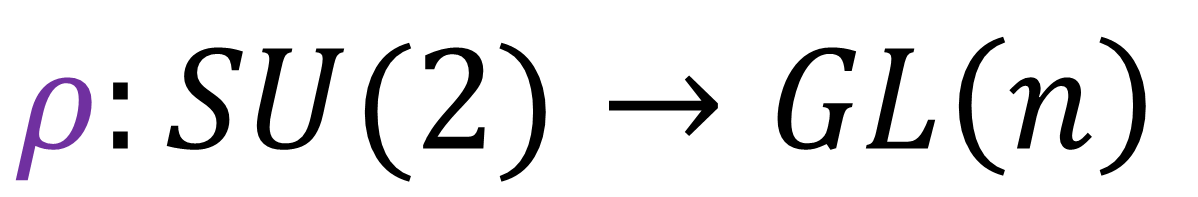 ρ: SU(2) → GL(n)